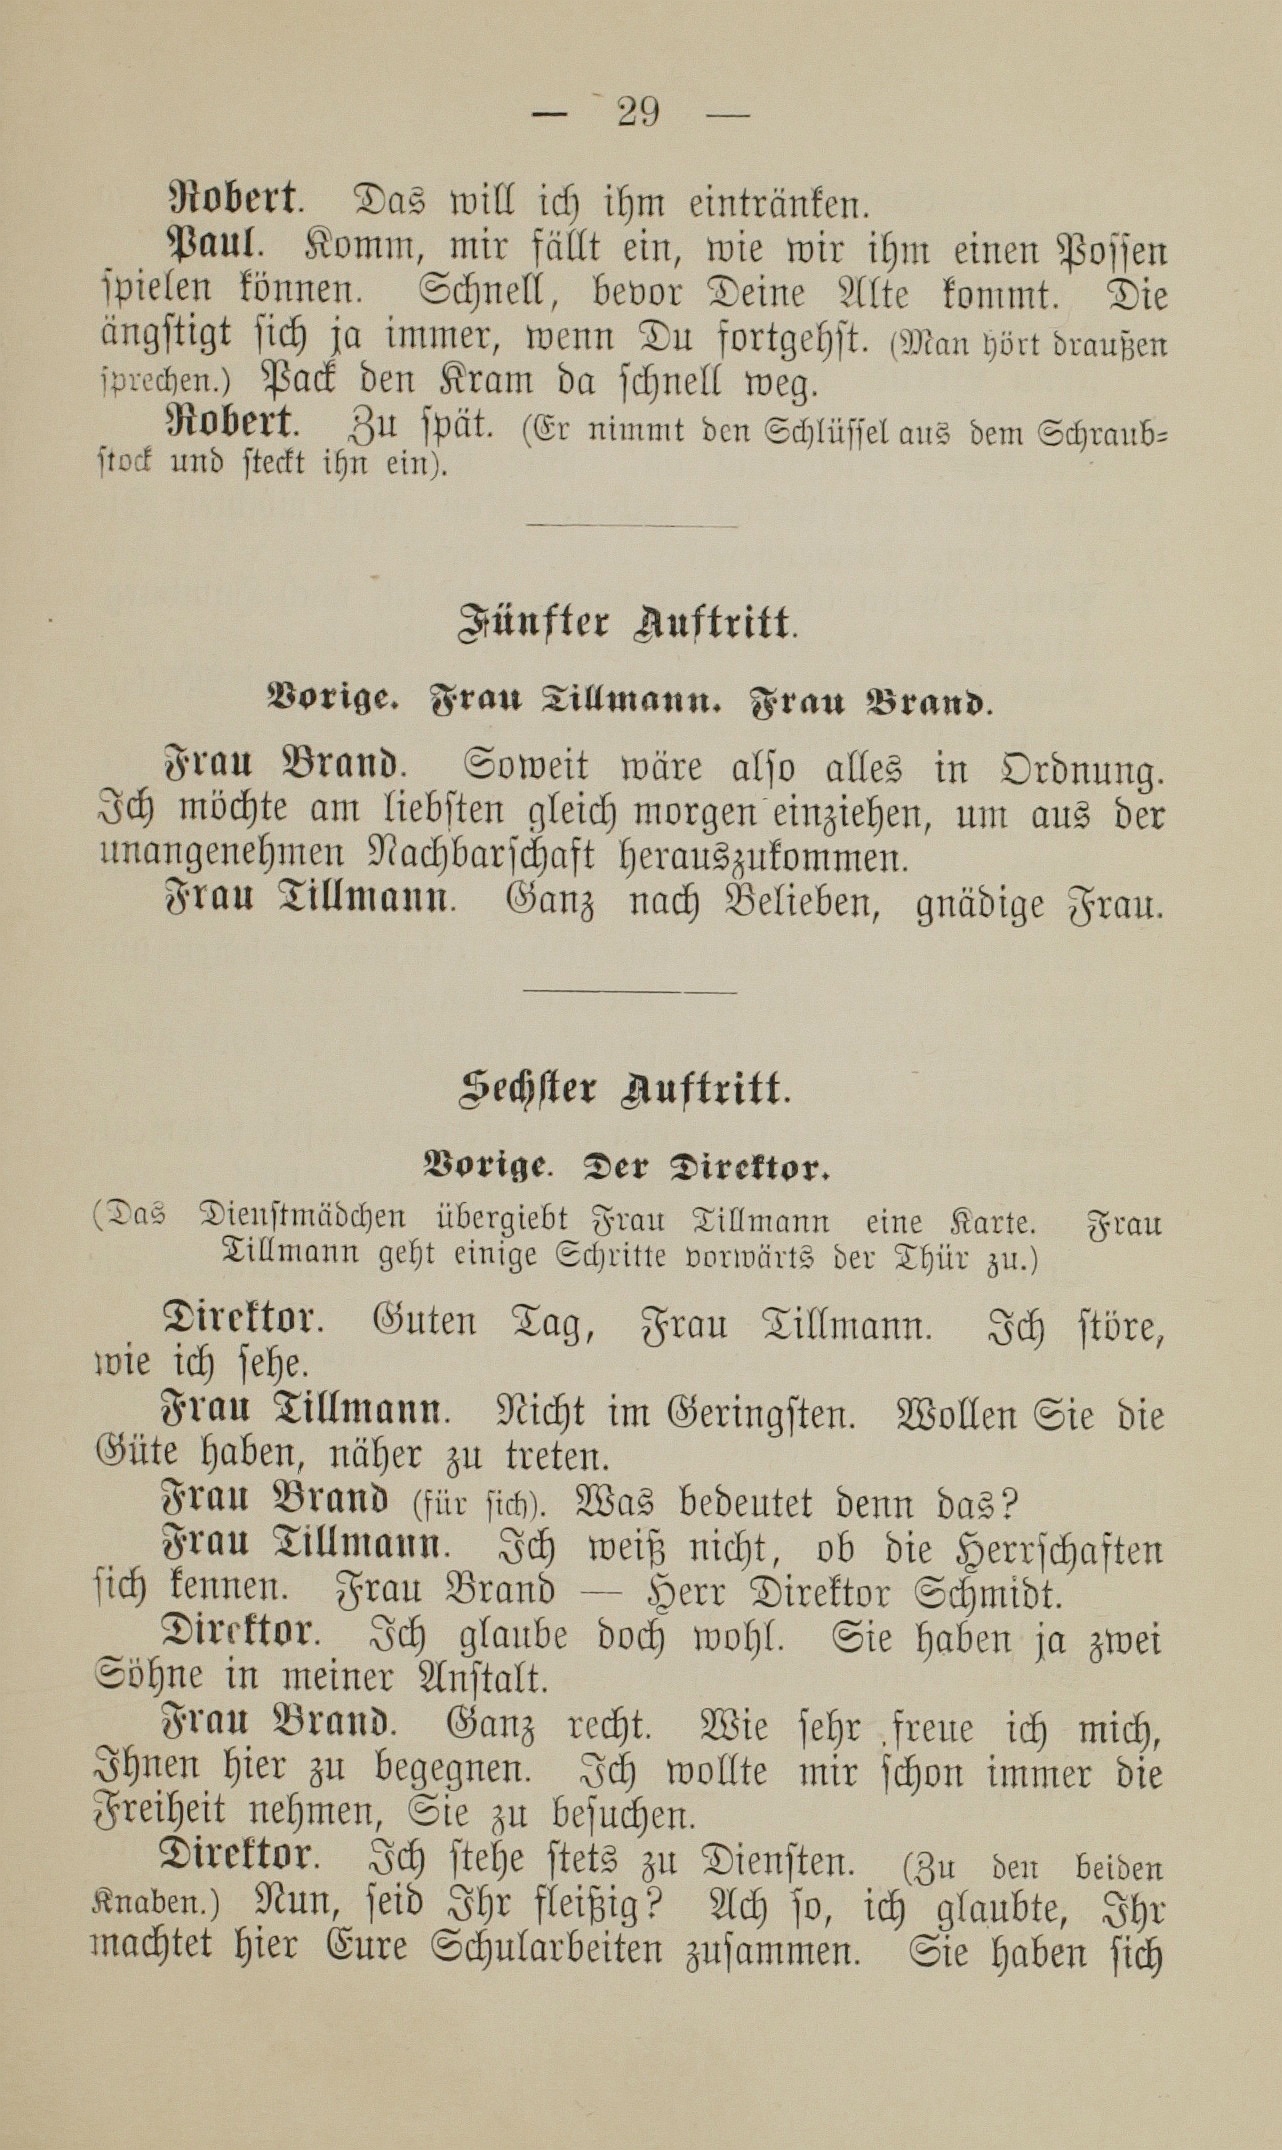 — 29 —
Robert. Das will ich ihm eintränken.
Paul. Komm, mir fällt ein, wie wir ihm einen Possen
spielen können. Schnell, bevor Deine Alte kommt. Die
ängstigt sich ja immer, wenn Du fortgehst. (Man hört draußen
sprechen.) Pack den Kram da schnell weg.
Robert. Zu spät. (Er nimmt den Schlüssel aus dem Schraub-
stock und steckt ihn ein).
Fünfter Auftritt.
Vorige. Frau Tillmann. Frau Brand.
Frau Brand. Soweit wäre also alles in Ordnung.
Ich möchte am liebsten gleich morgen einziehen, um aus der
unangenehmen Nachbarschaft herauszukommen.
Frau Tillmann. Ganz nach Belieben, gnädige Frau.
Sechster Auftritt.
Vorige. Der Direktor.
(Das Dienstmädchen übergiebt Frau Tillmann eine Karte. Frau
Tillmann geht einige Schritte vorwärts der Thür zu.)
Direktor. Guten Tag, Frau Tillmann. Ich störe,
wie ich sehe.
Frau Tillmann. Nicht im Geringsten. Wollen Sie die
Güte haben, näher zu treten.
Frau Brand (für sich). Was bedeutet denn das?
Frau Tillmann. Ich weiß nicht, ob die Herrschaften
sich kennen. Frau Brand — Herr Direktor Schmidt.
Direktor. Ich glaube doch wohl. Sie haben ja zwei
Söhne in meiner Anstalt.
Frau Brand. Ganz recht. Wie sehr freue ich mich,
Ihnen hier zu begegnen. Ich wollte mir schon immer die
Freiheit nehmen, Sie zu besuchen.
Direktor. Ich stehe stets zu Diensten. (Zu den beiden
Knaben.) Nun, seid Ihr fleißig? Ach so, ich glaubte, Ihr
machtet hier Eure Schularbeiten zusammen. Sie haben sich